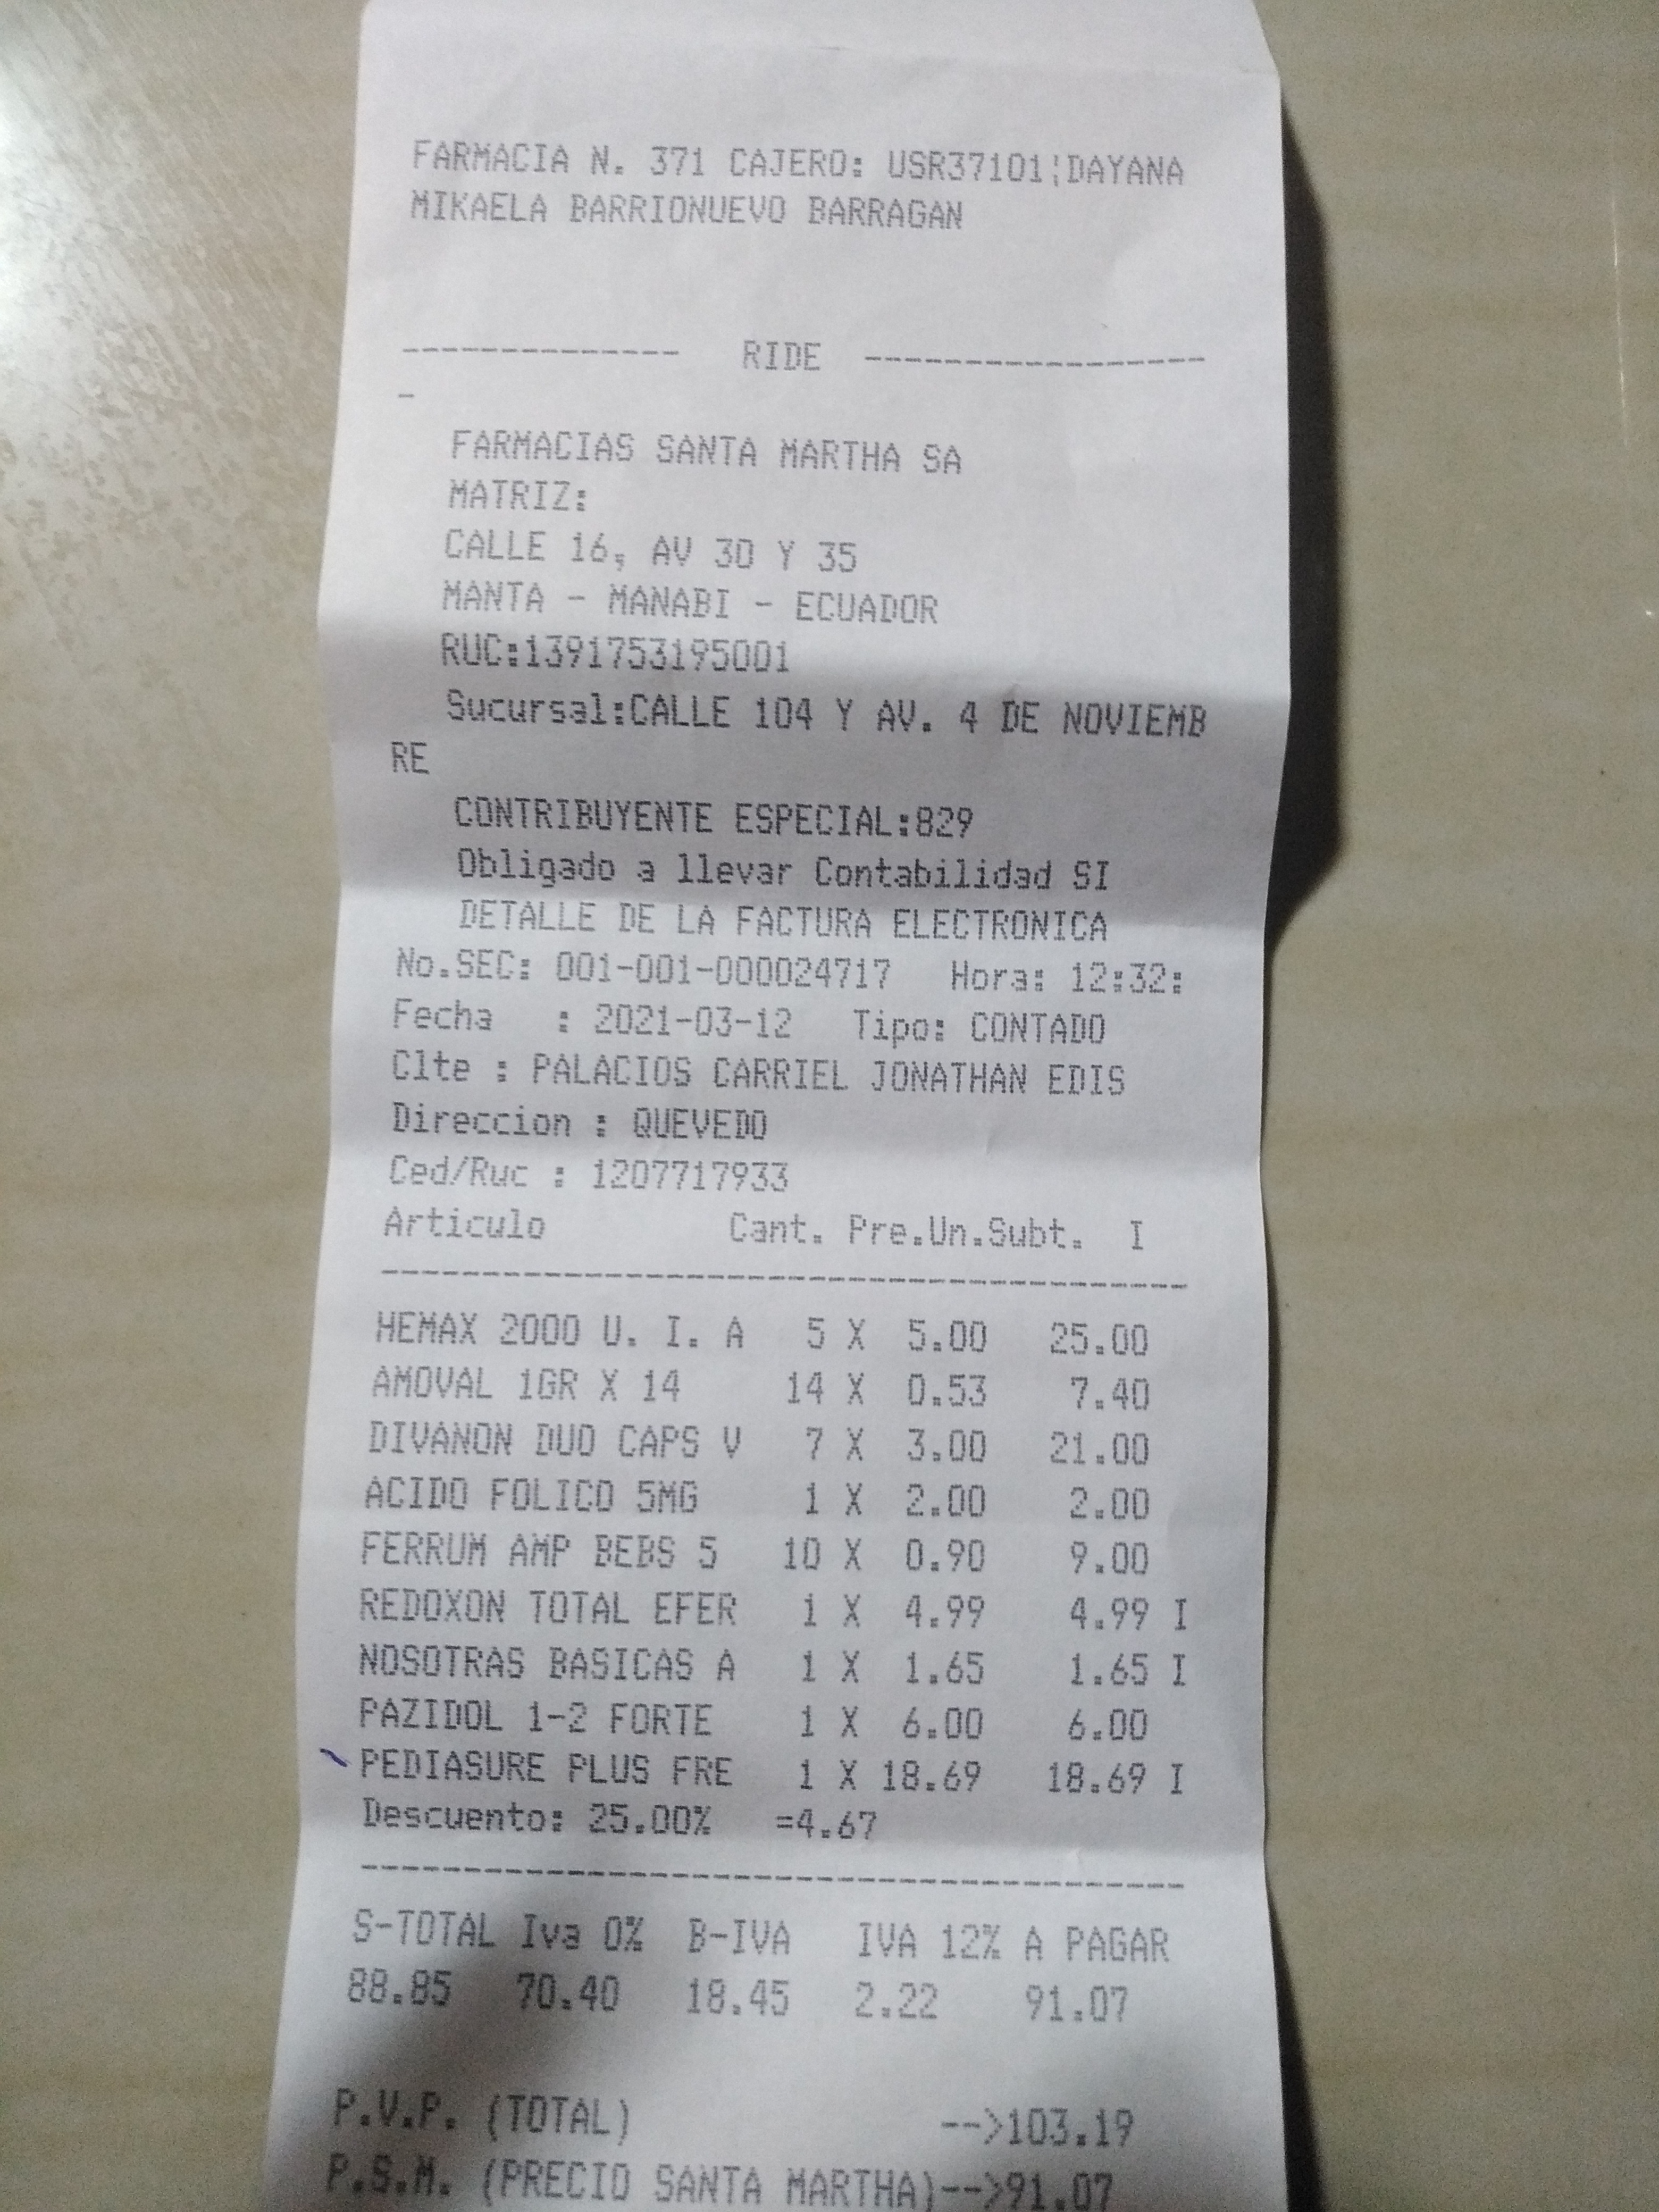 FARMACIA N. 371 CAJERO: USR37101¦DAYANA
MIKAELA BARRIONUEVO BARRAGAN
-------------- RIDE -----------------
-
FARMACIAS SANTA MARTHA SA
MATRIZ:
CALLE 16, AV 30 Y 35
MANTA - MANABI - ECUADOR
RUC:1391753195001
Sucursal:CALLE 104 Y AV. 4 DE NOVIEMB
RE
CONTRIBUYENTE ESPECIAL:829
Obligado a llevar Contabilidad SI
DETALLE DE LA FACTURA ELECTRONICA
No.SEC: 001-001-000024717 Hora: 12:32:
Fecha : 2021-03-12 Tipo: CONTADO
Clte : PALACIOS CARRIEL JONATHAN EDIS
Direccion : QUEVEDO
Ced/Ruc : 1207717933
Articulo Cant. Pre.Un.Subt. I
-----------------------------------------
HEMAX 2000 U. I. A 5 X 5.00 25.00
AMOVAL 1GR X 14 14 X 0.53 7.40
DIVANON DUO CAPS V 7 X 3.00 21.00
ACIDO FOLICO 5MG 1 X 2.00 2.00
FERRUM AMP BEBS 5 10 X 0.90 9.00
REDOXON TOTAL EFER 1 X 4.99 4.99 I
NOSOTRAS BASICAS A 1 X 1.65 1.65 I
PAZIDOL 1-2 FORTE 1 X 6.00 6.00
PEDIASURE PLUS FRE 1 X 18.69 18.69 I
Descuento: 25.00% =4.67
-----------------------------------------
S-TOTAL Iva 0% B-IVA IVA 12% A PAGAR
88.85 70.40 18.45 2.22 91.07
P.V.P. (TOTAL) -->103.19
P.S.M. (PRECIO SANTA MARTHA)-->91.07